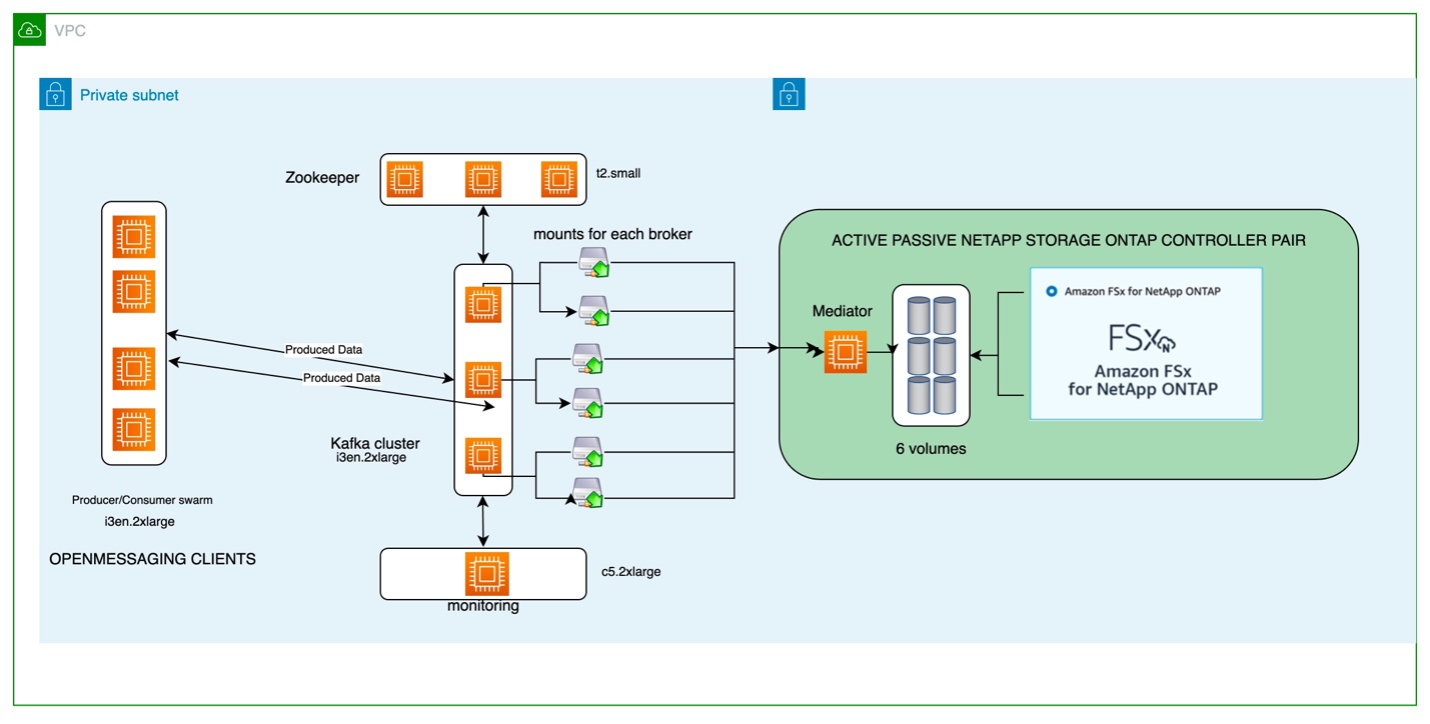 VPC
Private subnet
Zookeeper
t2.small
mounts for each broker
ACTIVE PASSIVE NETAPP STORAGE ONTAP CONTROLLER PAIR
Amazon FSx for NetApp ONTAP
Mediator
FSx
N
Amazon FSx
for NetApp ONTAP
Produced Data
Produced Data
Kafka cluster
i3en.2xlarge
6 volumes
Producer/Consumer swarm
i3en.2xlarge
OPENMESSAGING CLIENTS
c5.2xlarge
monitoring